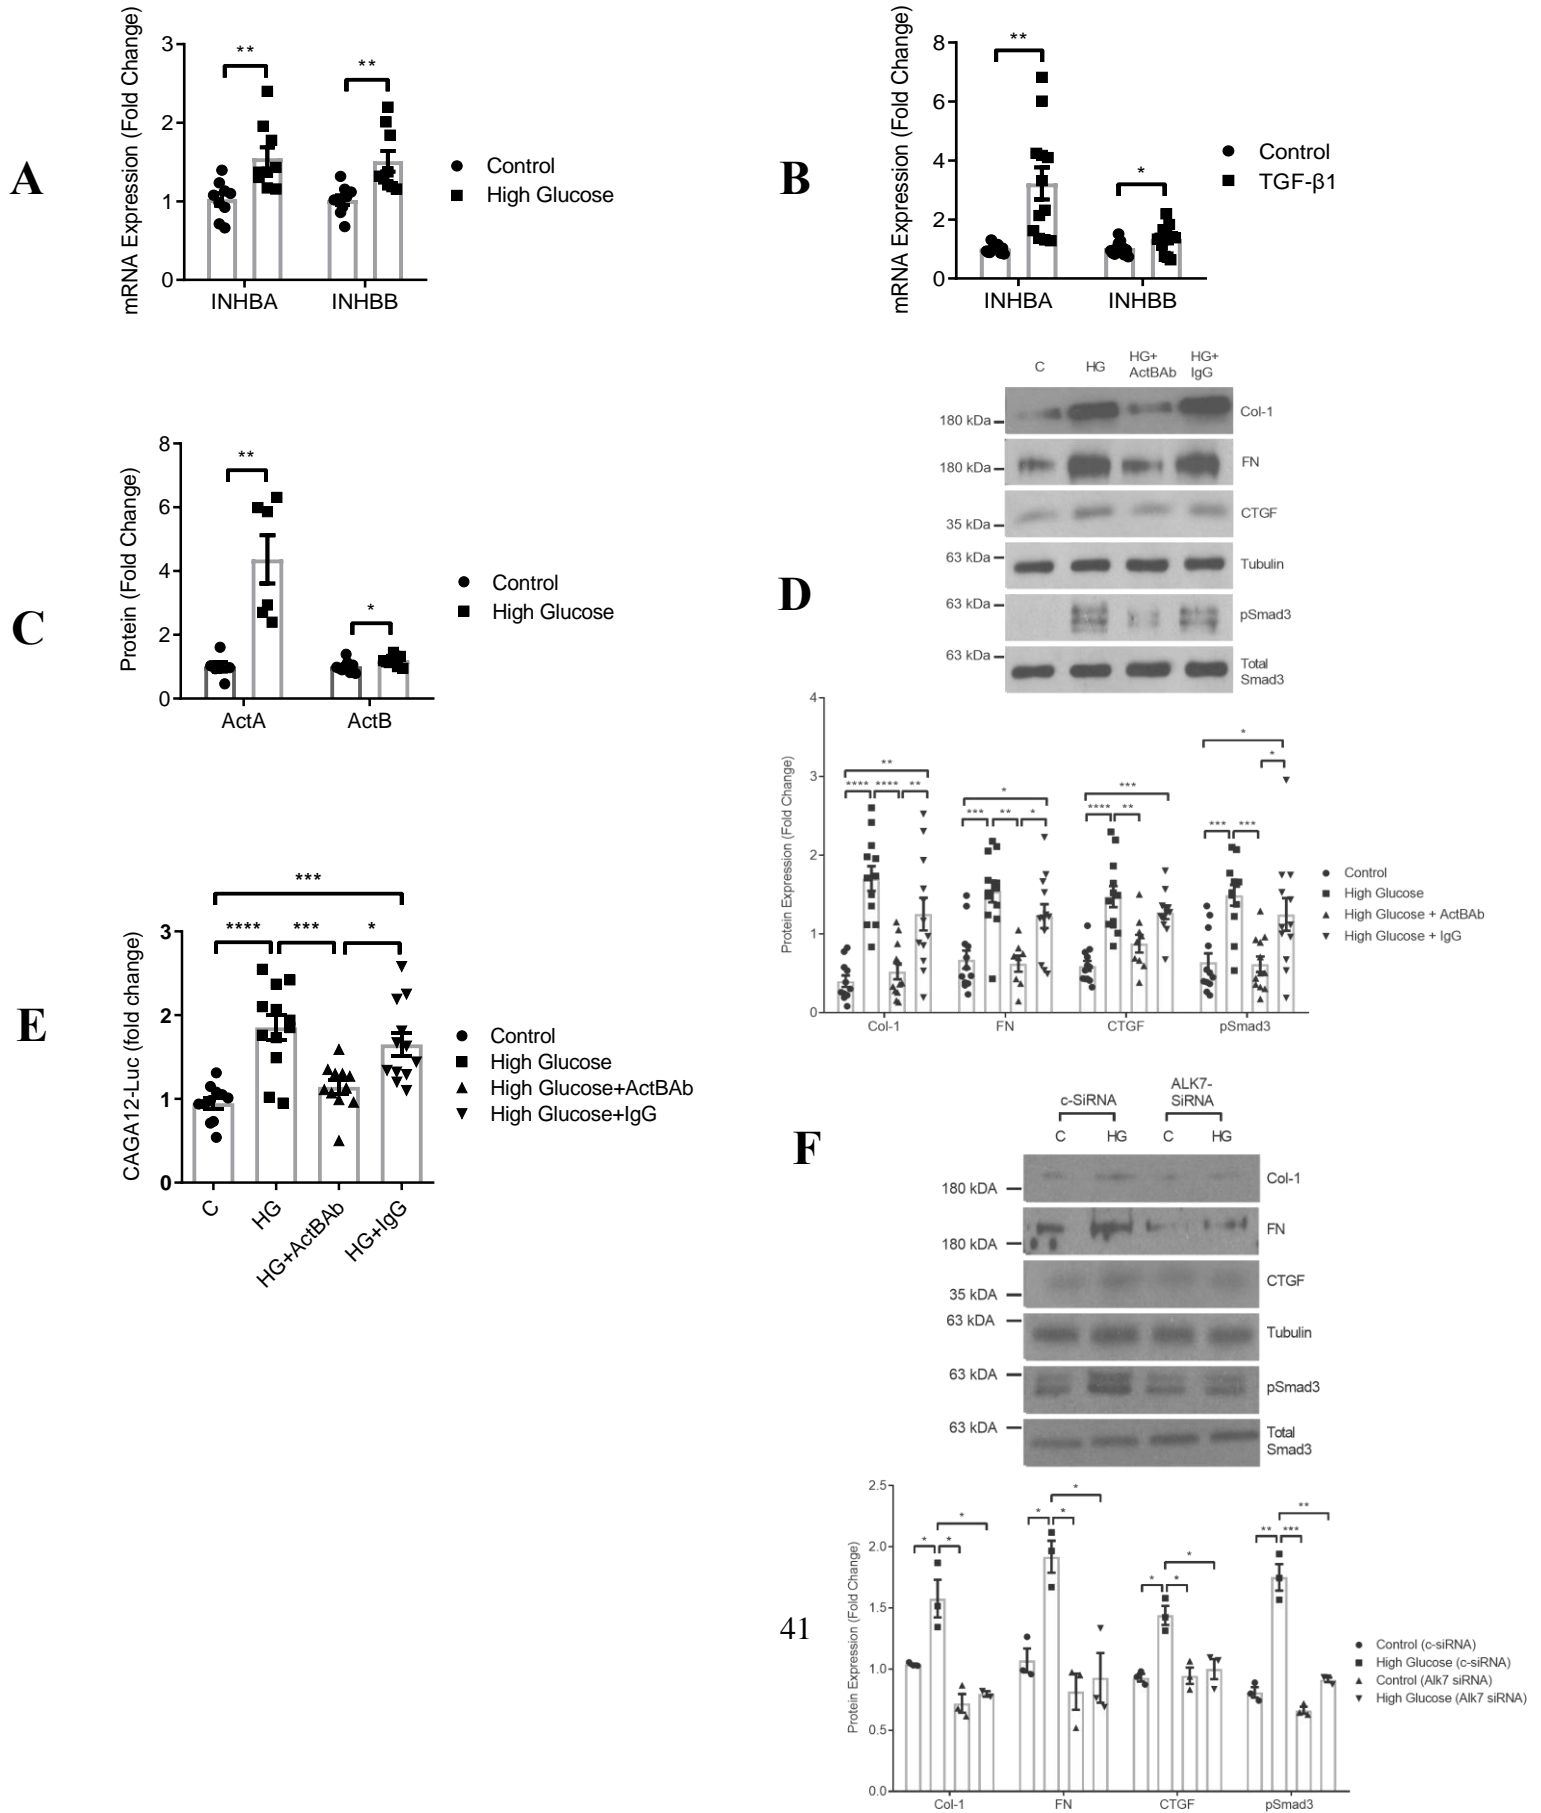 A
mRNA Expression (Fold Change)
3
2
1
0
**
**
INHBA
INHBB
Control
High Glucose
B
mRNA Expression (Fold Change)
8
6
4
2
0
**
*
INHBA
INHBB
Control
TGF-β1
C
Protein (Fold Change)
8
6
4
2
0
**
*
ActA
ActB
Control
High Glucose
D
C
HG
HG+
ActBAb
HG+
IgG
180 kDa
Col-1
180 kDa
FN
35 kDa
CTGF
63 kDa
Tubulin
63 kDa
pSmad3
63 kDa
Total
Smad3
Protein Expression (Fold Change)
4
3
2
1
0
**
**** **** **
*
*** ** *
***
**** **
*
*
*** ***
Col-1
FN
CTGF
pSmad3
Control
High Glucose
High Glucose + ActBAb
High Glucose + IgG
E
CAGA12-Luc (fold change)
3
2
1
0
***
**** *** *
C
HG
HG+ActBAb
HG+IgG
Control
High Glucose
High Glucose+ActBAb
High Glucose+IgG
F
c-SiRNA
ALK7-
SiRNA
C
HG
C
HG
180 kDA
Col-1
180 kDA
FN
35 kDA
CTGF
63 kDA
Tubulin
63 kDA
pSmad3
63 kDA
Total
Smad3
Protein Expression (Fold Change)
2.5
2.0
1.5
1.0
0.5
0.0
*
* *
*
* *
*
* *
**
** ***
Col-1
FN
CTGF
pSmad3
Control (c-siRNA)
High Glucose (c-siRNA)
Control (Alk7 siRNA)
High Glucose (Alk7 siRNA)
41